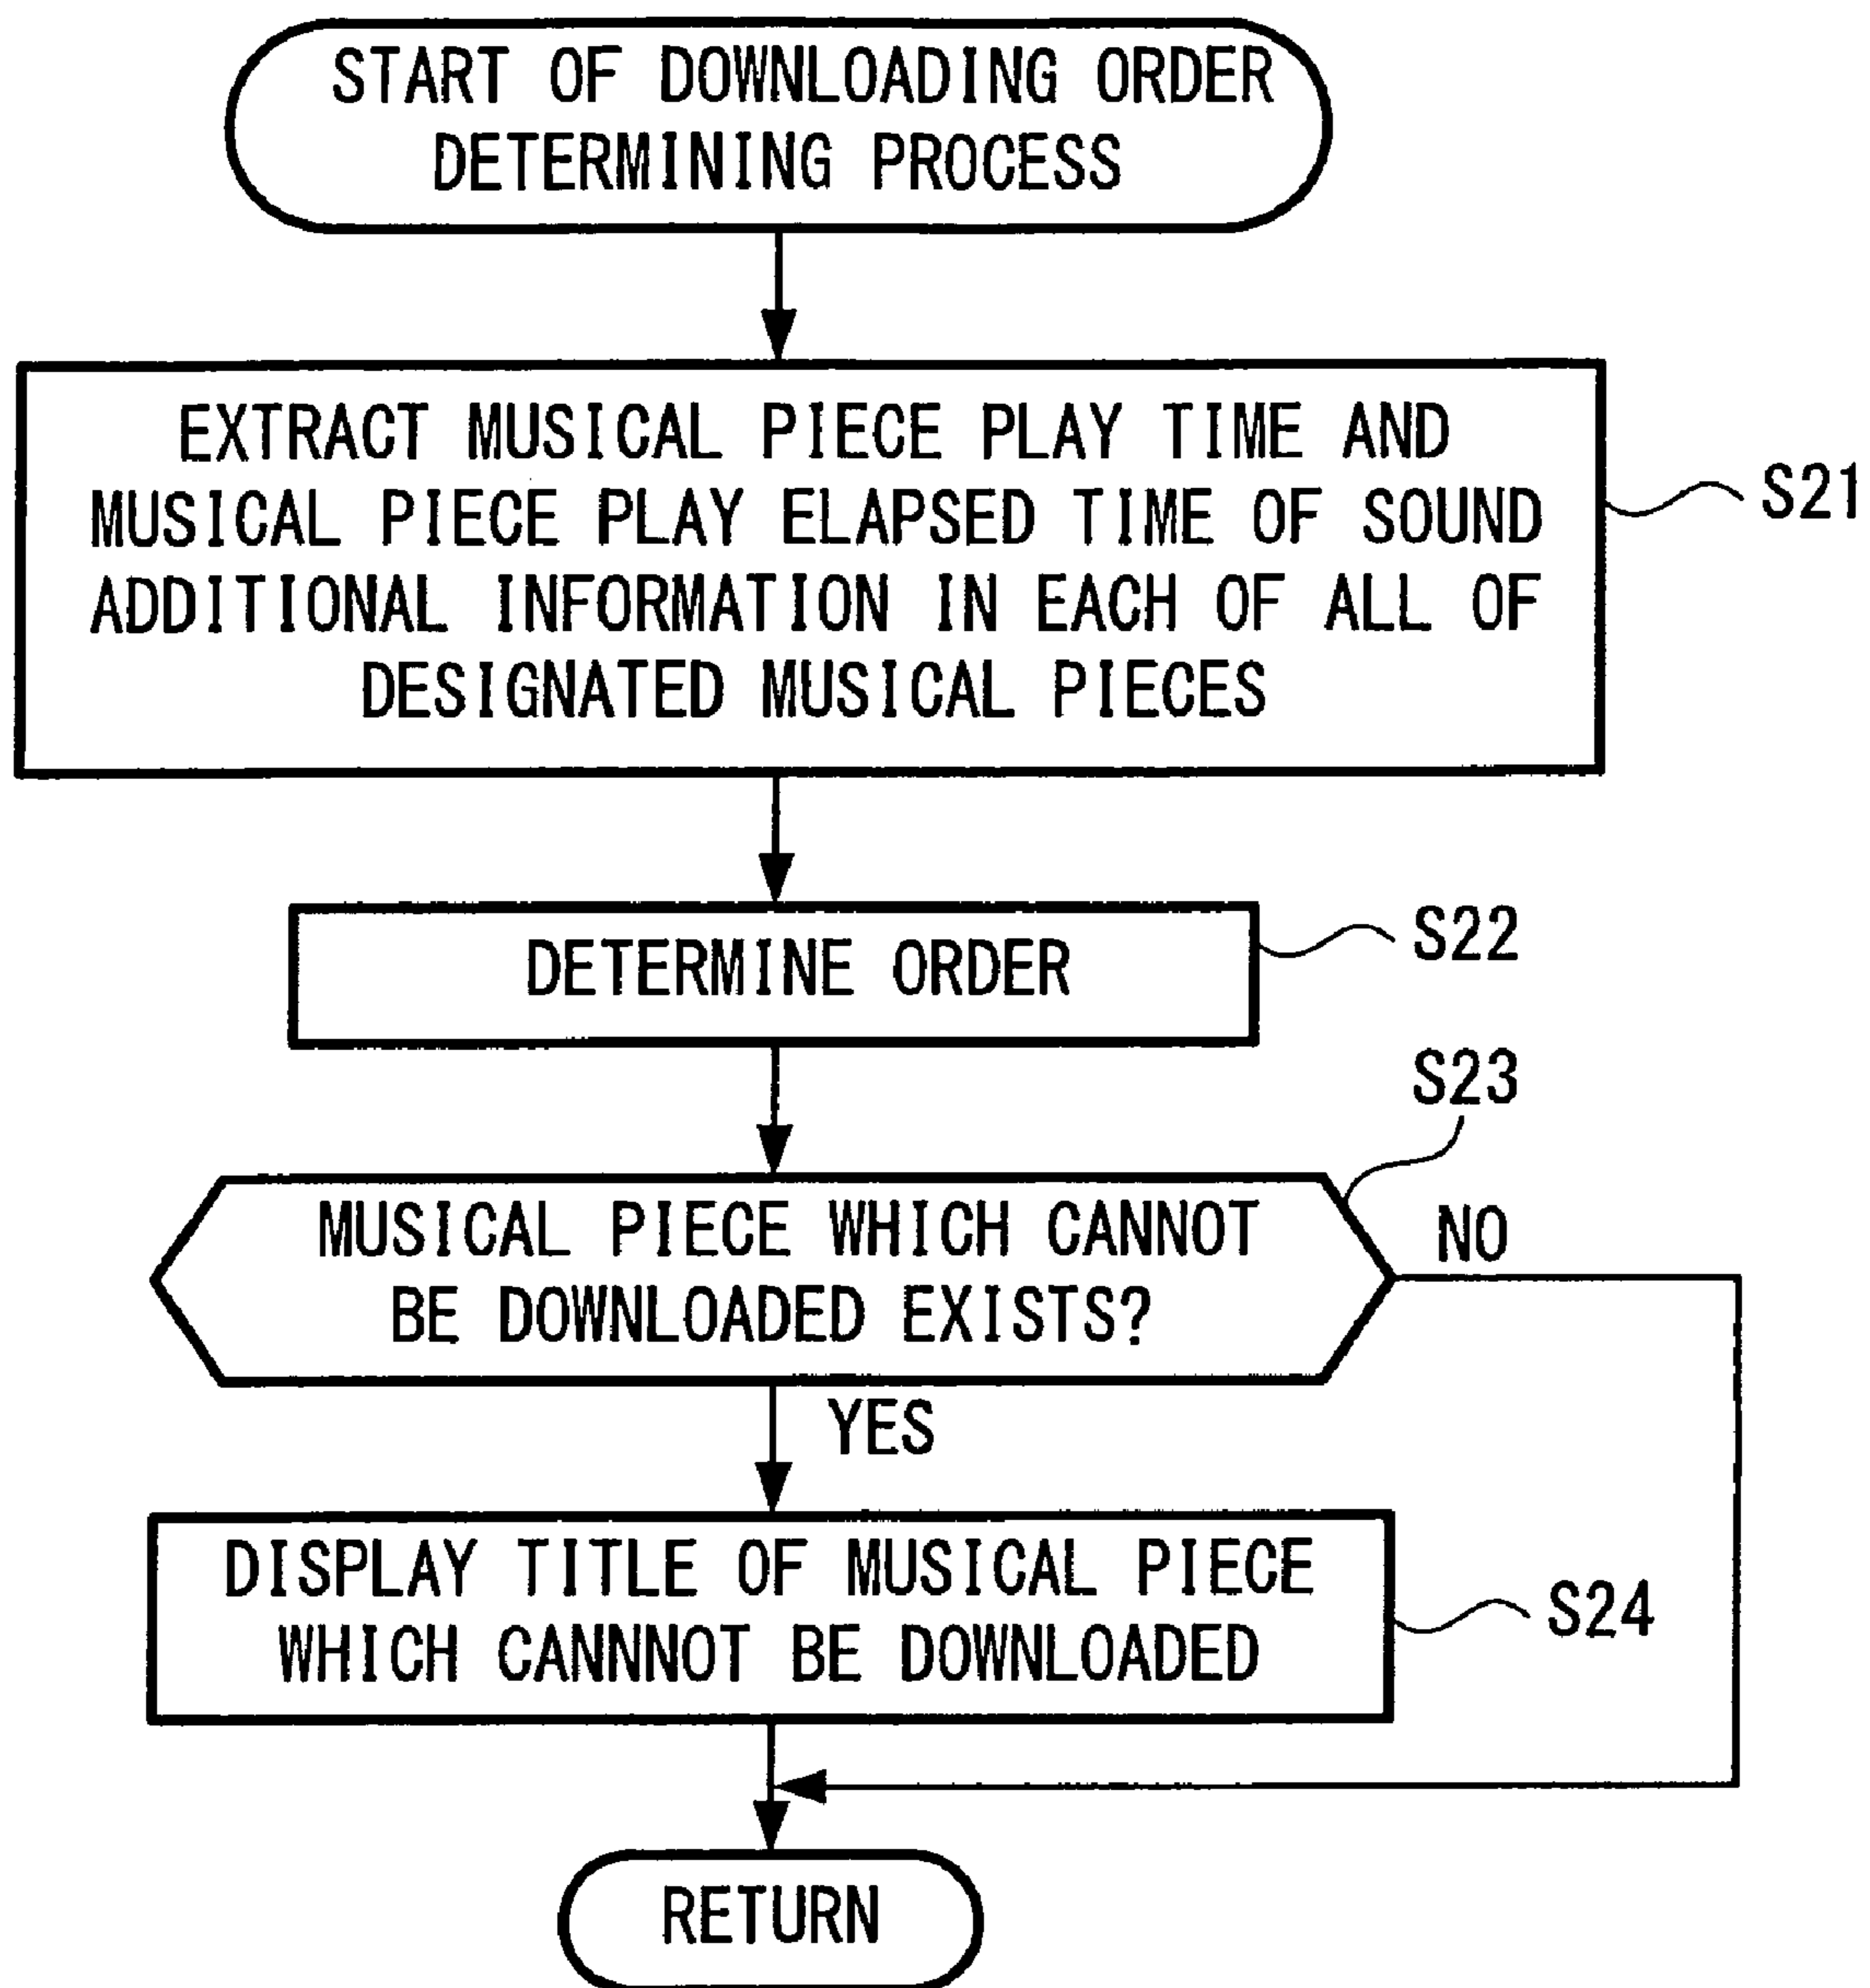 START OF DOWNLOADING ORDER
DETERMINING PROCESS
EXTRACT MUSICAL PIECE PLAY TIME AND
MUSICAL PIECE PLAY ELAPSED TIME OF SOUND
ADDITIONAL INFORMATION IN EACH OF ALL OF
DESIGNATED MUSICAL PIECES
S21
DETERMINE ORDER
S22
S23
MUSICAL PIECE WHICH CANNOT
BE DOWNLOADED EXISTS?
NO
YES
DISPLAY TITLE OF MUSICAL PIECE
WHICH CANNNOT BE DOWNLOADED
S24
RETURN